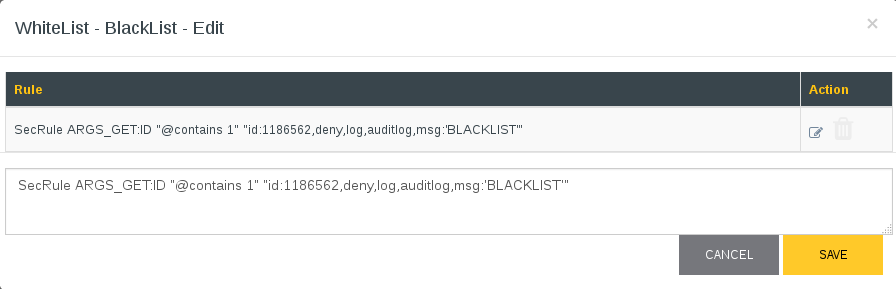 WhiteList - BlackList - Edit
×
Rule Action
SecRule ARGS_GET:ID "@contains 1" "id:1186562,deny,log,auditlog,msg:'BLACKLIST'"
SecRule ARGS_GET:ID "@contains 1" "id:1186562,deny,log,auditlog,msg:'BLACKLIST'"
CANCEL SAVE